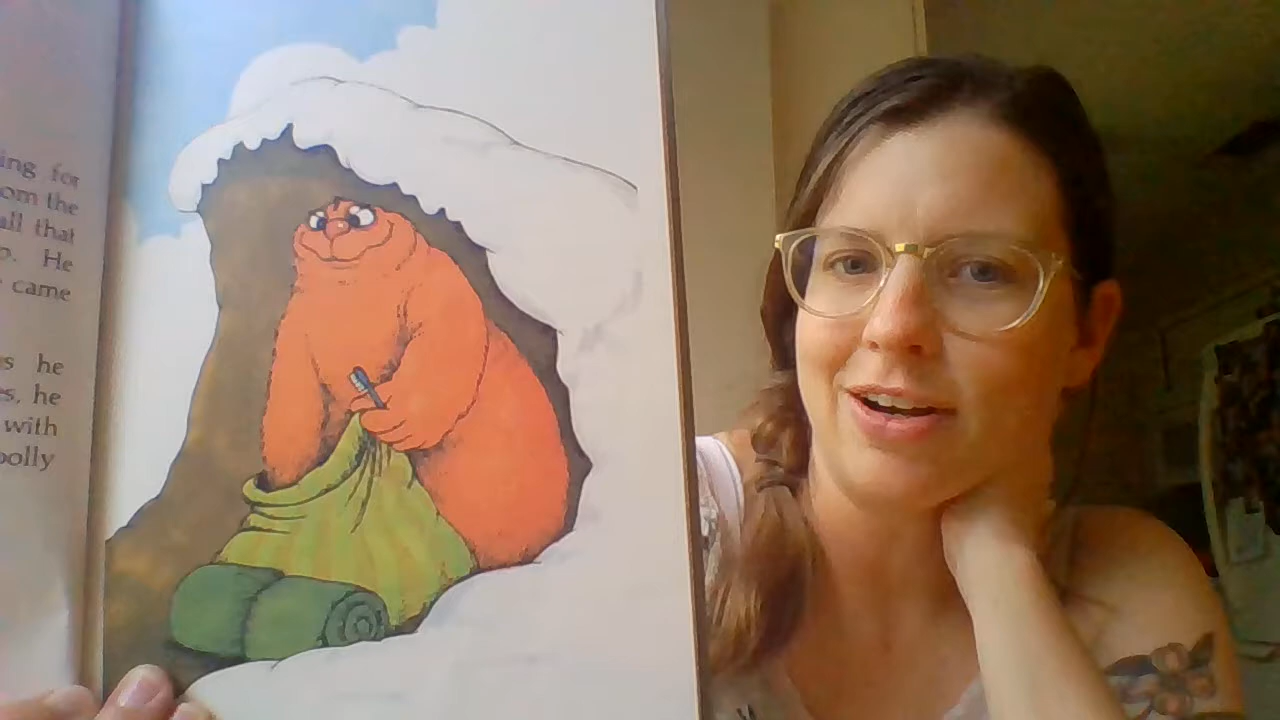 ing for
om the
all that
p. He
came
s he
s, he
with
oolly